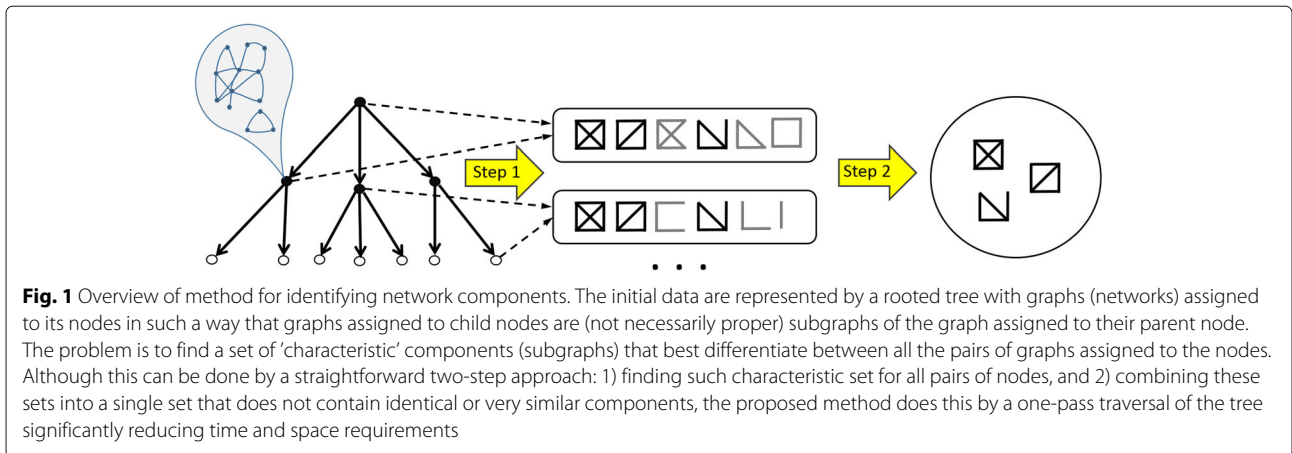 Step 1
Step 2
. . .
Fig. 1 Overview of method for identifying network components. The initial data are represented by a rooted tree with graphs (networks) assigned
to its nodes in such a way that graphs assigned to child nodes are (not necessarily proper) subgraphs of the graph assigned to their parent node.
The problem is to find a set of 'characteristic' components (subgraphs) that best differentiate between all the pairs of graphs assigned to the nodes.
Although this can be done by a straightforward two-step approach: 1) finding such characteristic set for all pairs of nodes, and 2) combining these
sets into a single set that does not contain identical or very similar components, the proposed method does this by a one-pass traversal of the tree
significantly reducing time and space requirements